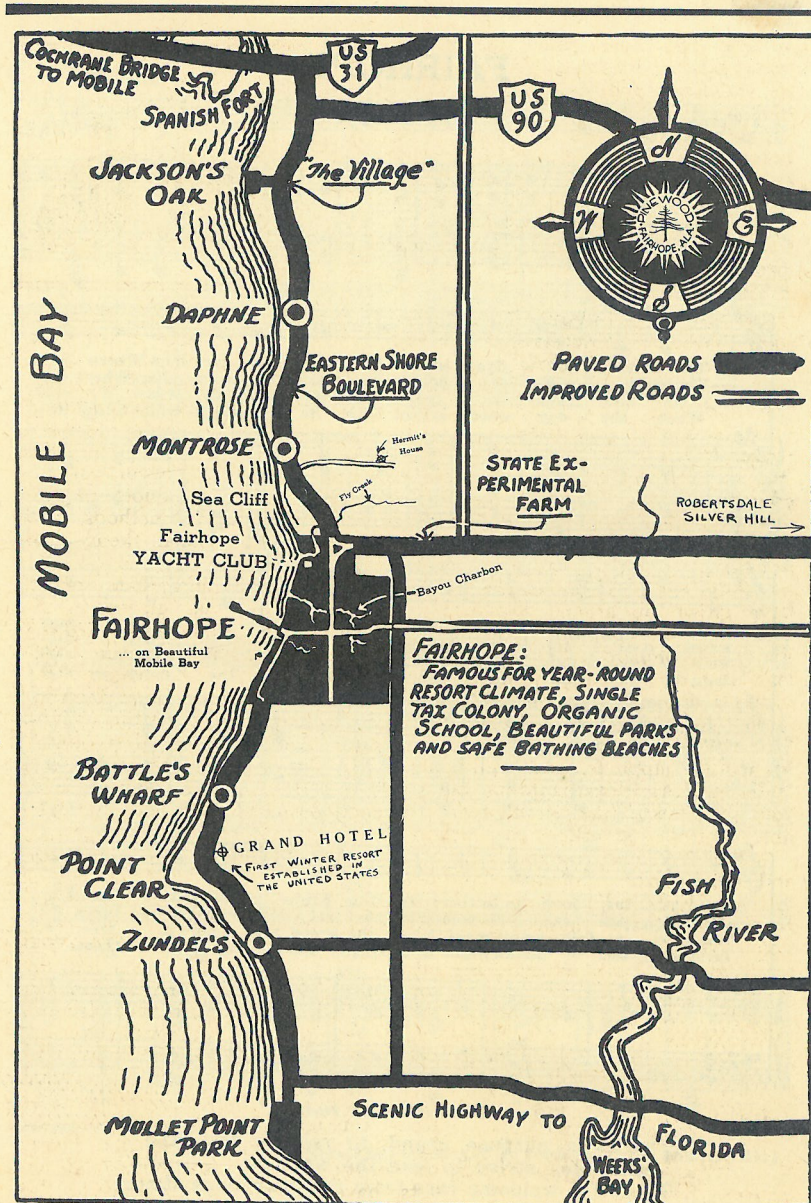 COCHRANE BRIDGE
TO MOBILE
SPANISH FORT
US
31
US
90
JACKSON'S
OAK
"The Village"
N
W
E
S
PINEWOOD
FAIRHOPE, ALA.
MOBILE BAY
DAPHNE
EASTERN SHORE
BOULEVARD
PAVED ROADS
IMPROVED ROADS
MONTROSE
Hermit's
House
Sea Cliff
Fly Creek
STATE EX-
PERIMENTAL
FARM
ROBERTSDALE
SILVER HILL
Fairhope
YACHT CLUB
Bayou Charbon
FAIRHOPE
... on Beautiful
Mobile Bay
FAIRHOPE:
FAMOUS FOR YEAR-'ROUND
RESORT CLIMATE, SINGLE
TAX COLONY, ORGANIC
SCHOOL, BEAUTIFUL PARKS
AND SAFE BATHING BEACHES
BATTLE'S
WHARF
GRAND HOTEL
FIRST WINTER RESORT
ESTABLISHED IN
THE UNITED STATES
POINT
CLEAR
FISH
RIVER
ZUNDEL'S
SCENIC HIGHWAY TO
FLORIDA
MULLET POINT
PARK
WEEKS'
BAY